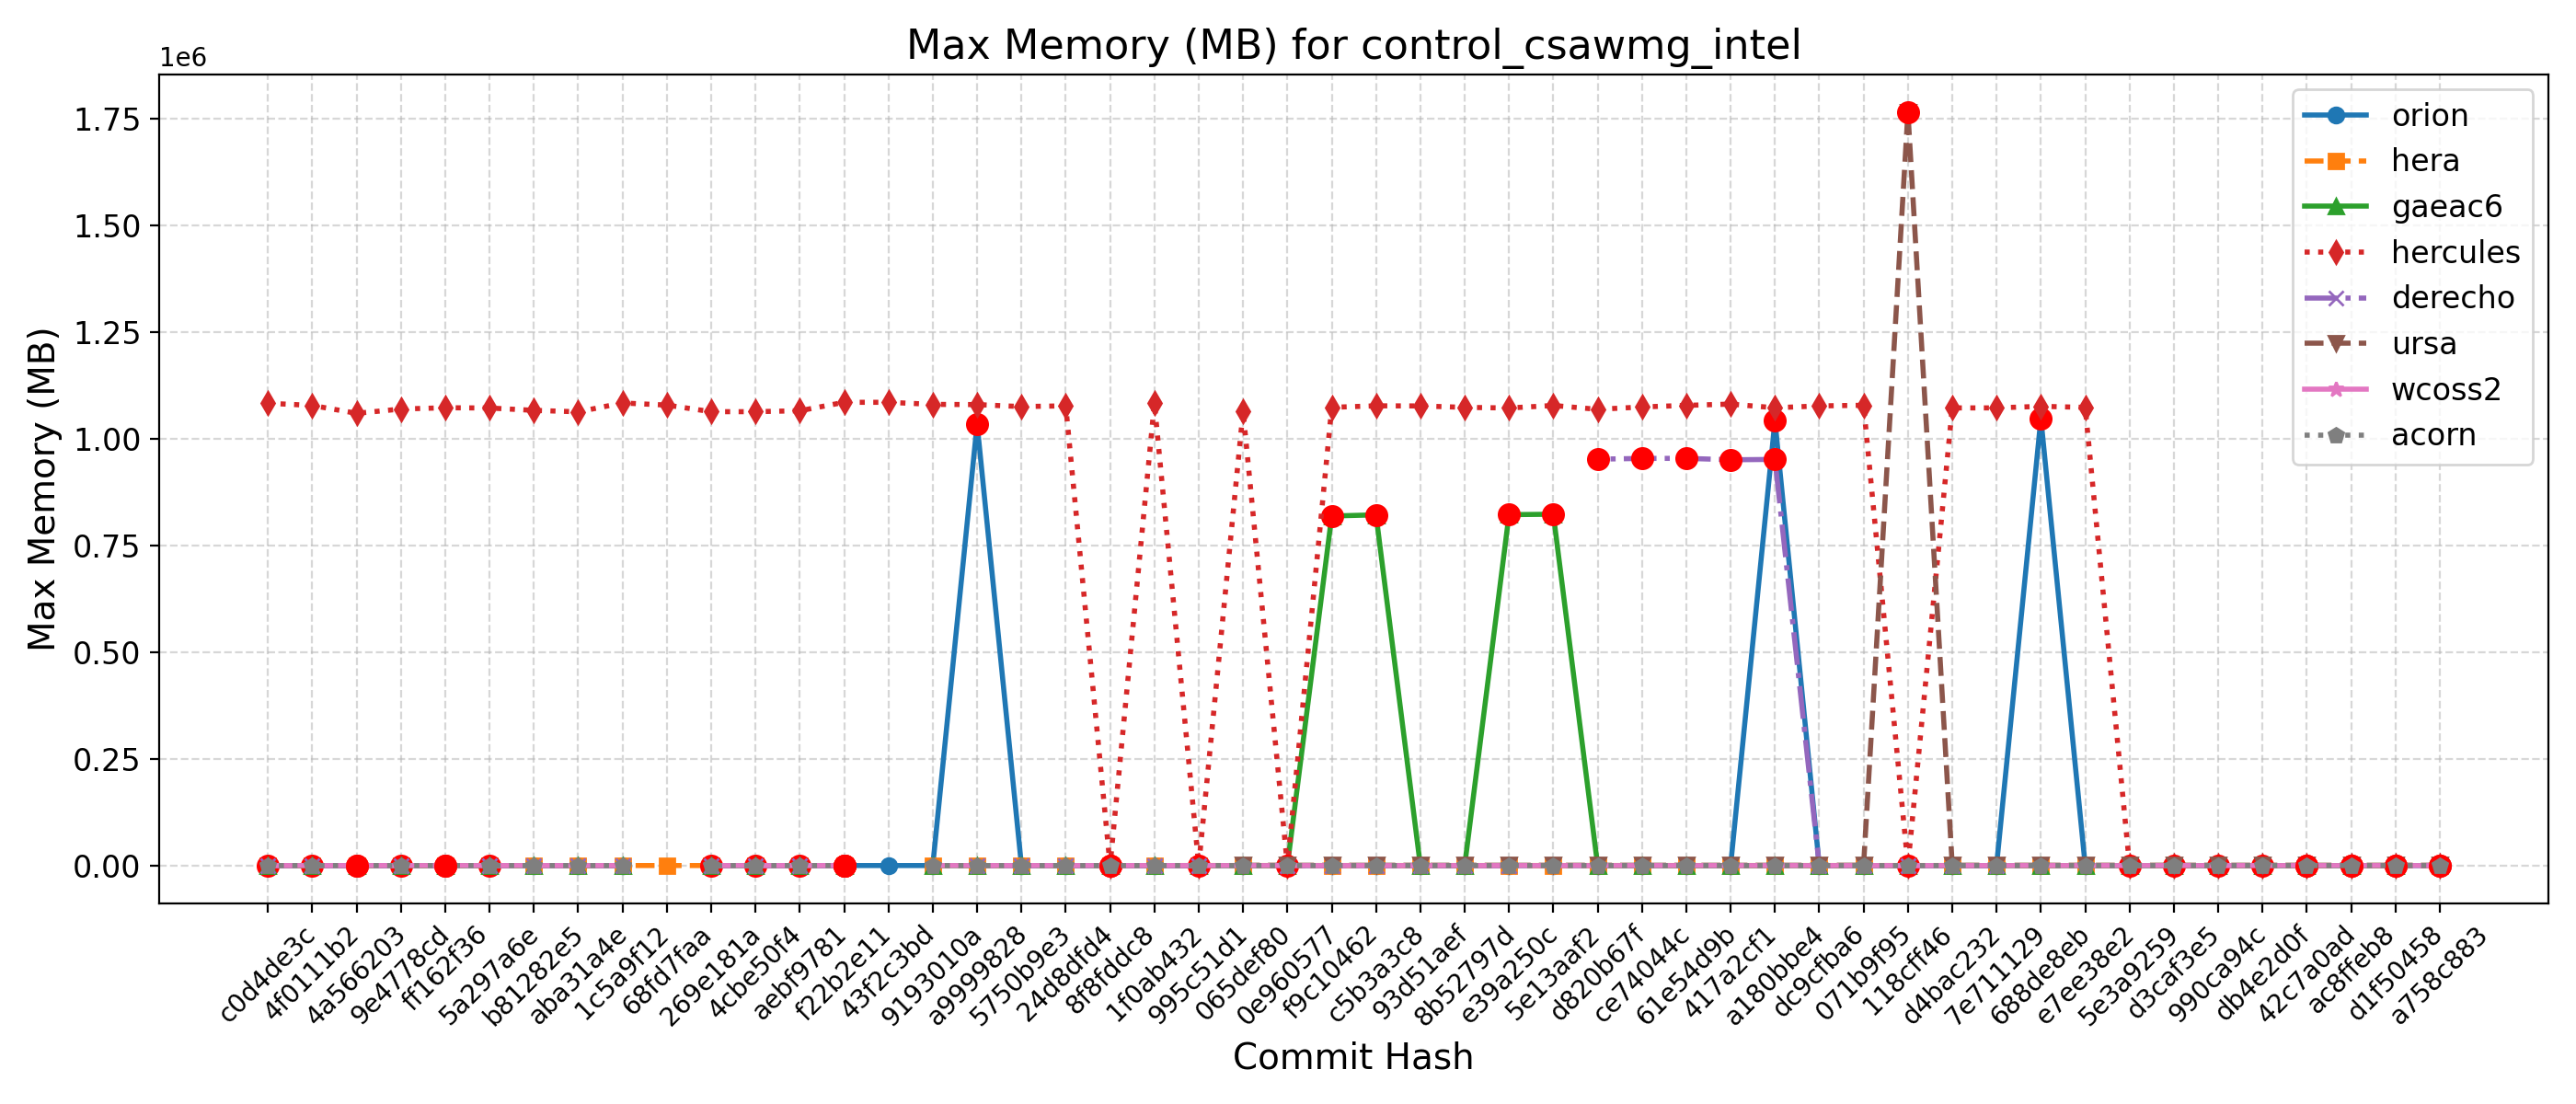 Max Memory (MB) for control_csawmg_intel
1e6
1.75
1.50
1.25
1.00
0.75
0.50
0.25
0.00
Max Memory (MB)
orion
hera
gaeac6
hercules
derecho
ursa
wcoss2
acorn
c0d4de3c
4f0111b2
4a566203
9e4778cd
ff162f36
5a297a6e
b81282e5
aba31a4e
1c5a9f12
68fd7faa
269e181a
4cbe50f4
aebf9781
f22b2e11
43f2c3bd
9193010a
a9999828
5750b9e3
24d8dfd4
8f8fddc8
1f0ab432
995c51d1
065def80
0e960577
f9c10462
c5b3a3c8
93d51aef
8b52797d
e39a250c
5e13aaf2
d820b67f
ce74044c
61e54d9b
417a2cf1
a180bbe4
dc9cfba6
071b9f95
118cff46
d4bac232
7e711129
688de8eb
e7ee38e2
5e3a9259
d3caf3e5
990ca94c
db4e2d0f
42c7a0ad
ac8ffeb8
d1f50458
a758c883
Commit Hash